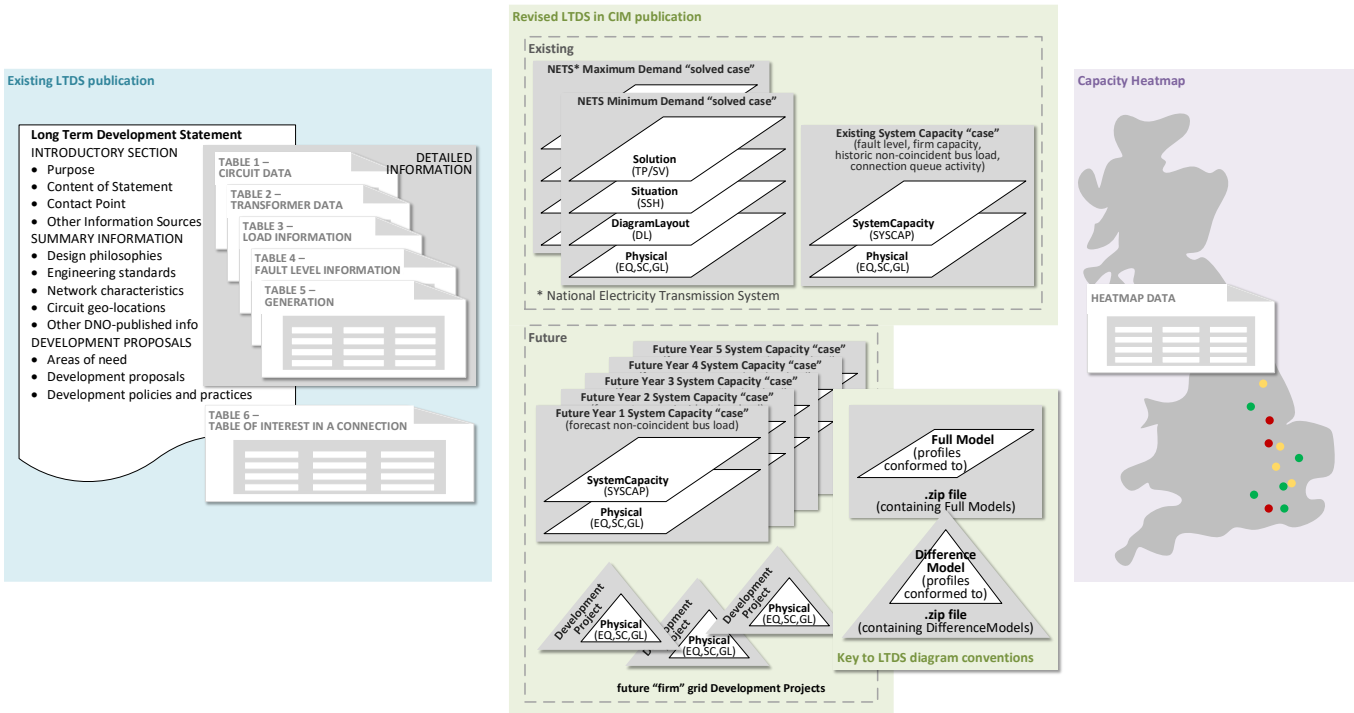 Existing LTDS publication
Long Term Development Statement
INTRODUCTORY SECTION
• Purpose
• Content of Statement
• Contact Point
• Other Information Sources
SUMMARY INFORMATION
• Design philosophies
• Engineering standards
• Network characteristics
• Circuit geo-locations
• Other DNO-published info
DEVELOPMENT PROPOSALS
• Areas of need
• Development proposals
• Development policies and practices
DETAILED
INFORMATION
TABLE 1 –
CIRCUIT DATA
TABLE 2 –
TRANSFORMER DATA
TABLE 3 –
LOAD INFORMATION
TABLE 4 –
FAULT LEVEL INFORMATION
TABLE 5 –
GENERATION
TABLE 6 –
TABLE OF INTEREST IN A CONNECTION
Revised LTDS in CIM publication
Existing
NETS* Maximum Demand “solved case”
NETS Minimum Demand “solved case”
Solution
(TP/SV)
Situation
(SSH)
DiagramLayout
(DL)
Physical
(EQ,SC,GL)
Existing System Capacity “case”
(fault level, firm capacity,
historic non-coincident bus load,
connection queue activity)
SystemCapacity
(SYSCAP)
Physical
(EQ,SC,GL)
* National Electricity Transmission System
Future
Future Year 5 System Capacity “case”
Future Year 4 System Capacity “case”
Future Year 3 System Capacity “case”
Future Year 2 System Capacity “case”
Future Year 1 System Capacity “case”
(forecast non-coincident bus load)
SystemCapacity
(SYSCAP)
Physical
(EQ,SC,GL)
Development
Project
Physical
(EQ,SC,GL)
Physical
(EQ,SC,GL)
Development
Project
Physical
(EQ,SC,GL)
future “firm” grid Development Projects
Full Model
(profiles
conformed to)
.zip file
(containing Full Models)
Difference
Model
(profiles
conformed to)
.zip file
(containing DifferenceModels)
Key to LTDS diagram conventions
Capacity Heatmap
HEATMAP DATA